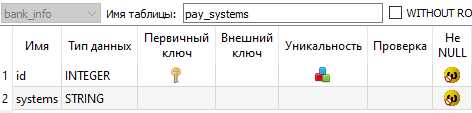 bank_info Имя таблицы: pay_systems WITHOUT RO
Имя Тип данных Первичный ключ Внешний ключ Уникальность Проверка Не NULL
1 id INTEGER
2 systems STRING